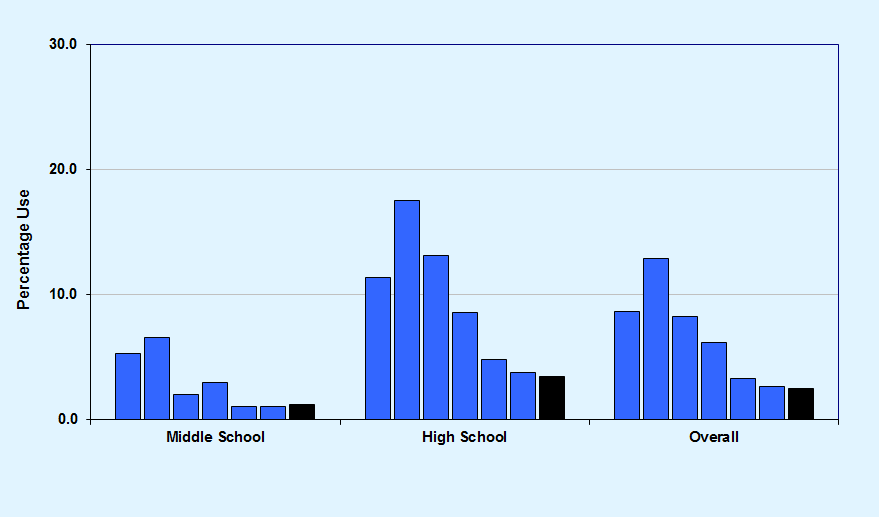 30.0
20.0
10.0
0.0
Percentage Use
Middle School
High School
Overall